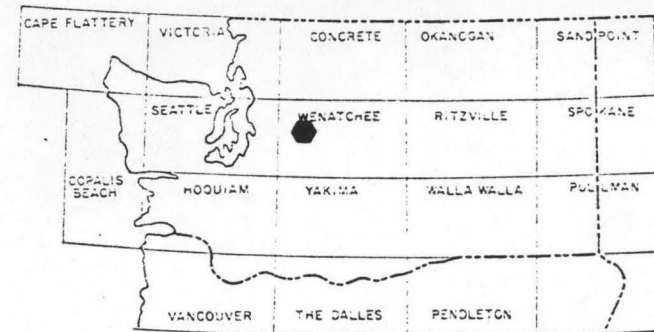 CAPE FLATTERY VICTORIA CONCRETE OKANOGAN SANDPOINT
SEATTLE WENATCHEE RITZVILLE SPOKANE
COPALIS BEACH HOQUIAM YAKIMA WALLA WALLA PULLMAN
VANCOUVER THE DALLES PENDLETON